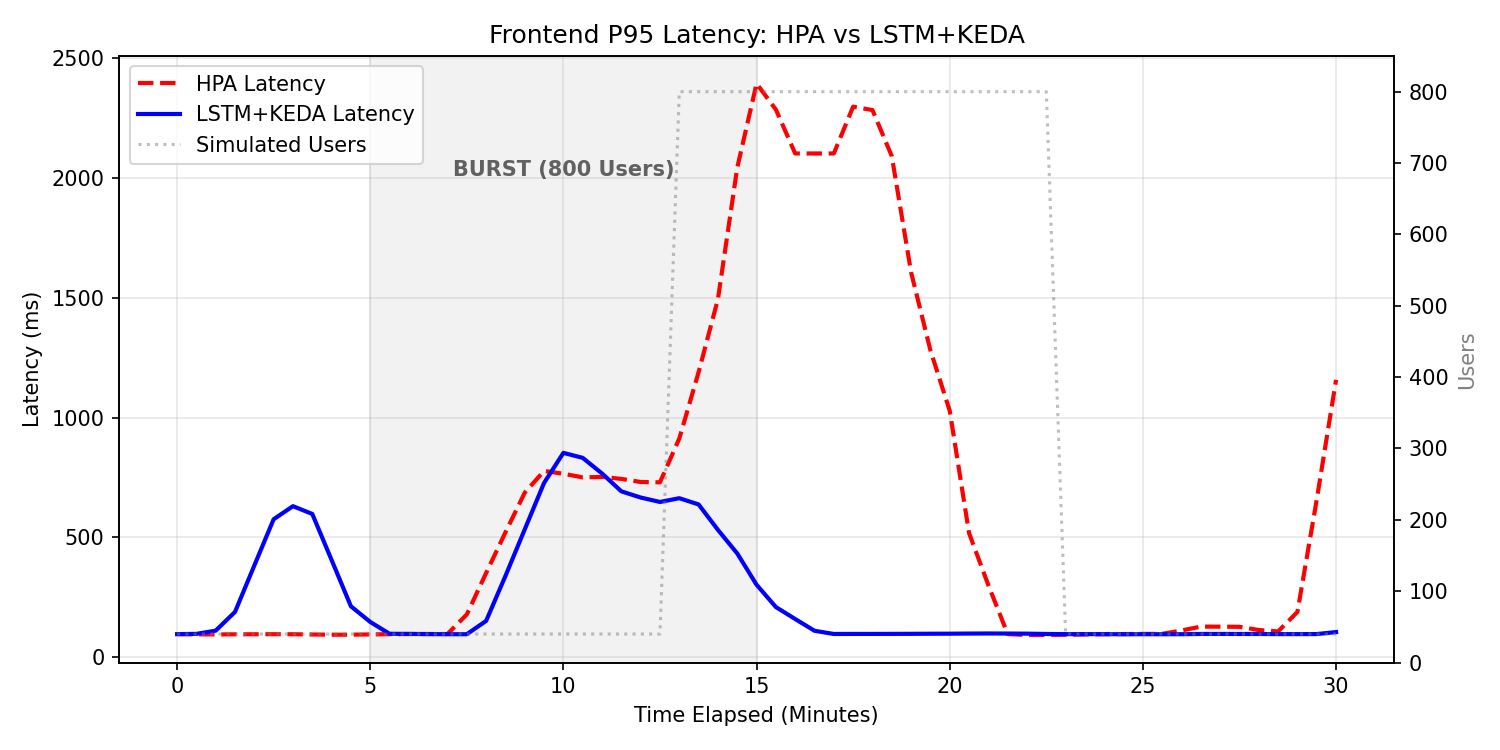 Frontend P95 Latency: HPA vs LSTM+KEDA
HPA Latency
LSTM+KEDA Latency
Simulated Users
BURST (800 Users)
Latency (ms)
2500
2000
1500
1000
500
0
800
700
600
500
400
300
200
100
0
Users
0 5 10 15 20 25 30
Time Elapsed (Minutes)